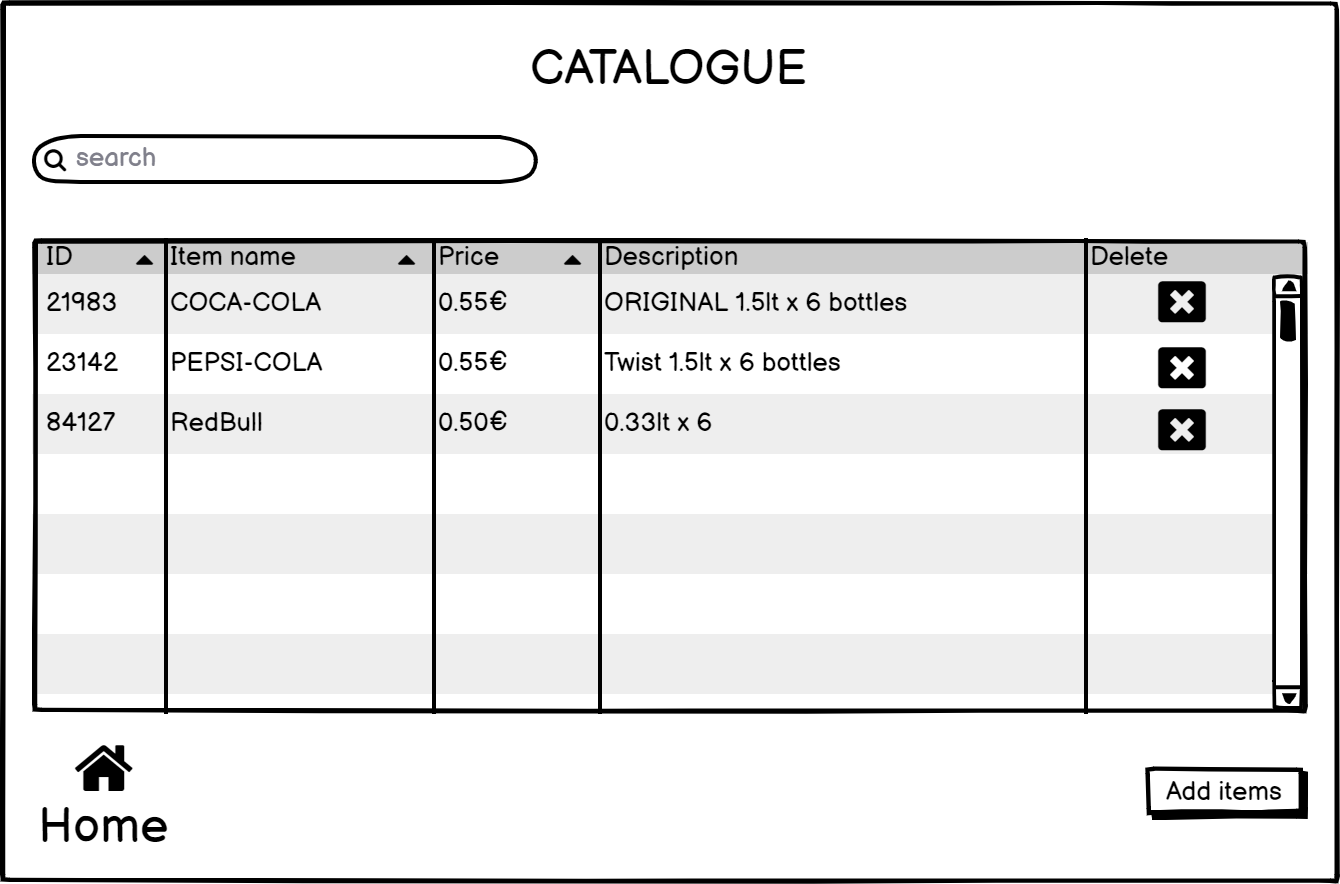 CATALOGUE
search
ID Item name Price Description Delete
21983 COCA-COLA 0.55€ ORIGINAL 1.5lt x 6 bottles
23142 PEPSI-COLA 0.55€ Twist 1.5lt x 6 bottles
84127 RedBull 0.50€ 0.33lt x 6
Add items
Home